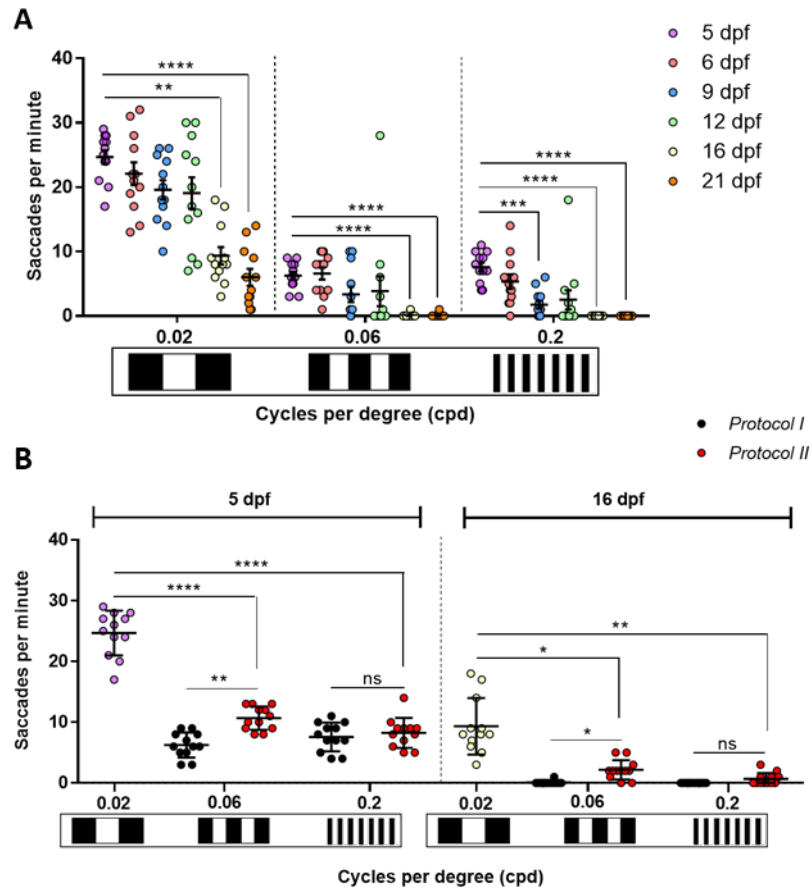 A
5 dpf
6 dpf
9 dpf
12 dpf
16 dpf
21 dpf
Saccades per minute
40
30
20
10
0
****
**
****
****
****
****
***
0.02
0.06
0.2
Cycles per degree (cpd)
Protocol I
Protocol II
B
5 dpf
16 dpf
Saccades per minute
40
30
20
10
0
****
****
**
ns
**
*
*
ns
0.02
0.06
0.2
0.02
0.06
0.2
Cycles per degree (cpd)